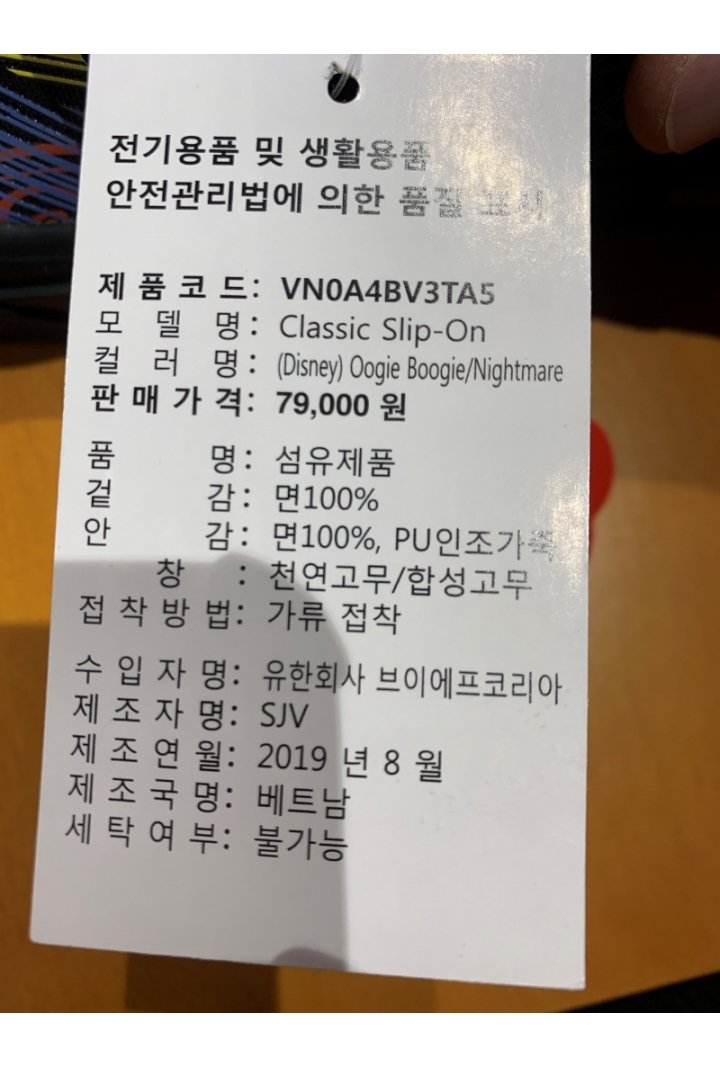 전기용품 및 생활용품
안전관리법에 의한 품질 표시
제품코드: VN0A4BV3TA5
모델명: Classic Slip-On
컬러명: (Disney) Oogie Boogie/Nightmare
판매가격: 79,000 원
품명: 섬유제품
겉감: 면100%
안감: 면100%, PU인조가죽
창: 천연고무/합성고무
접착방법: 가류 접착
수입자명: 유한회사 브이에프코리아
제조자명: SJV
제조연월: 2019 년 8 월
제조국명: 베트남
세탁여부: 불가능